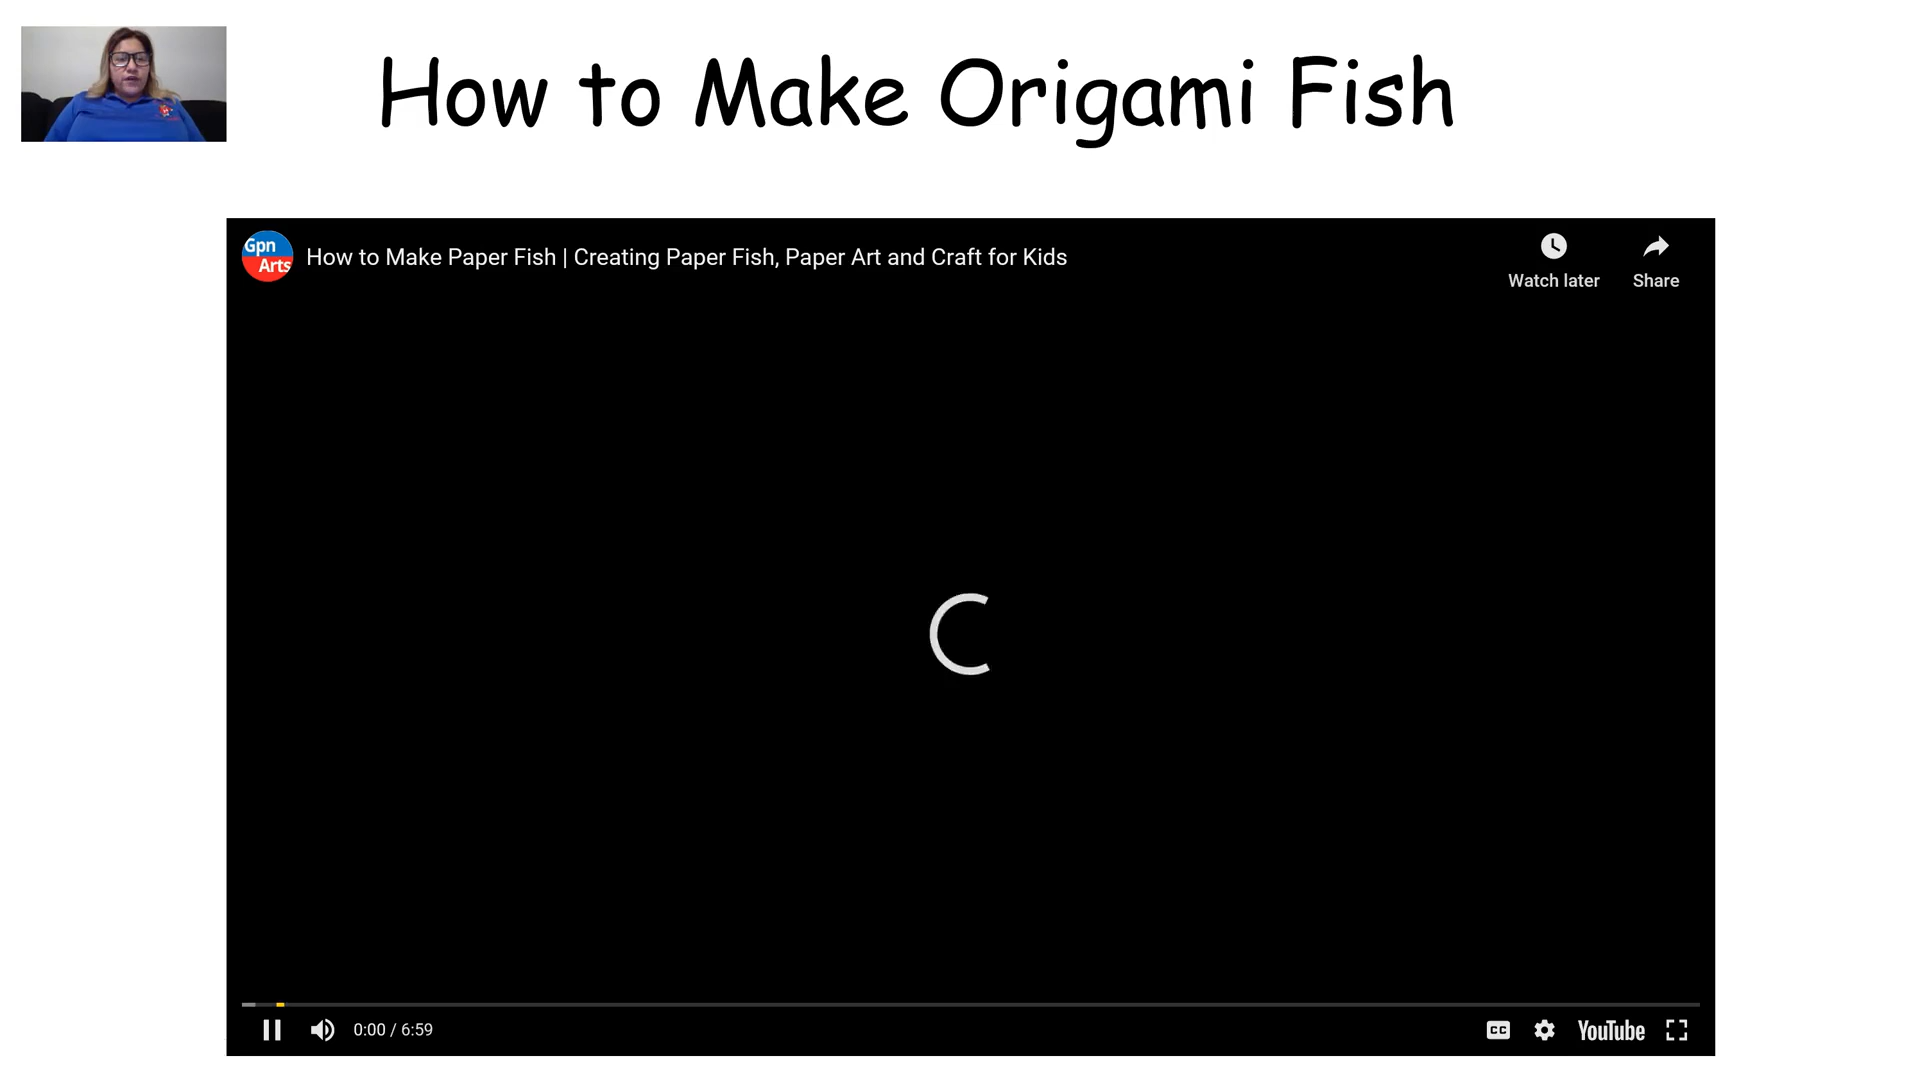 How to Make Origami Fish
Gpn
Arts
How to Make Paper Fish | Creating Paper Fish, Paper Art and Craft for Kids
Watch later
Share
0:00 / 6:59
CC
YouTube